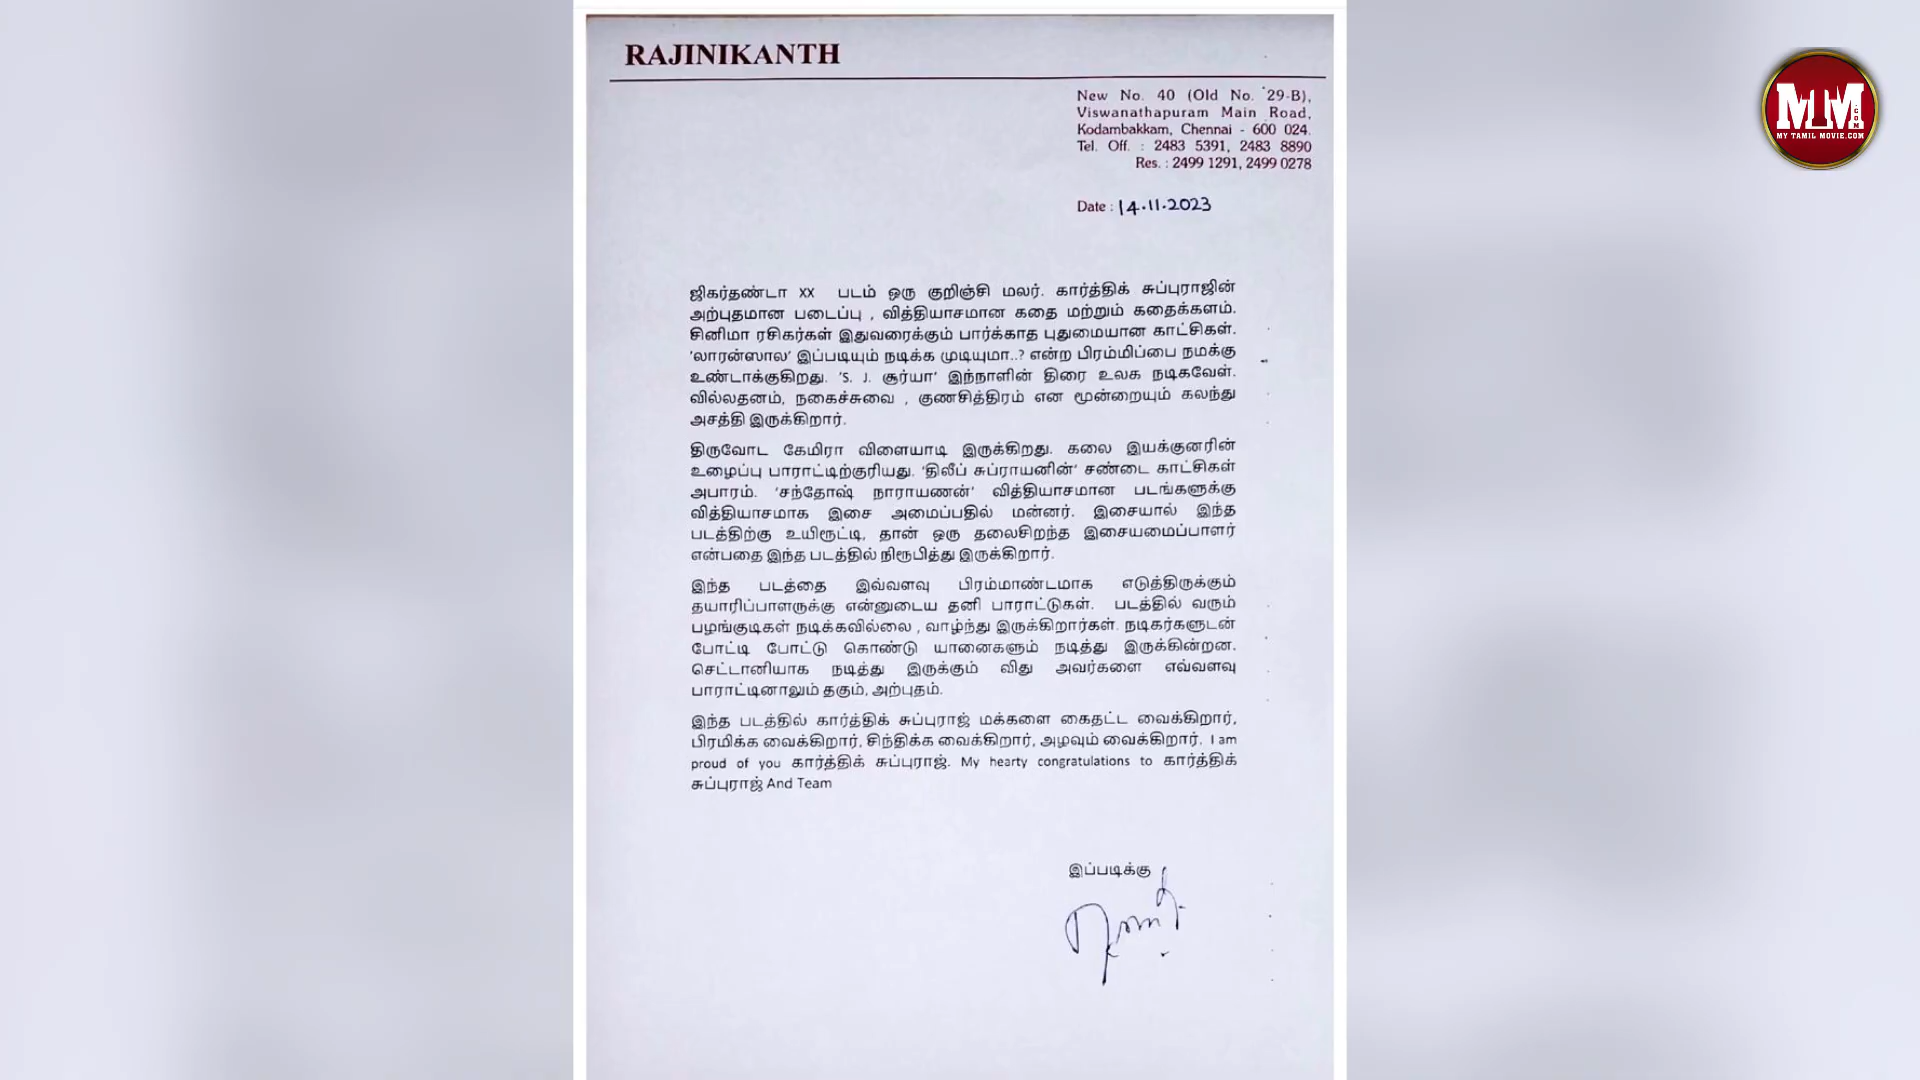 RAJINIKANTH
New No. 40 (Old No. 29-B),
Viswanathapuram Main Road,
Kodambakkam, Chennai - 600 024.
Tel. Off. : 2483 5391, 2483 8890
Res. : 2499 1291, 2499 0278
Date : 14.11.2023
ஜிகர்தண்டா XX படம் ஒரு குறிஞ்சி மலர். கார்த்திக் சுப்புராஜின்
அற்புதமான படைப்பு , வித்தியாசமான கதை மற்றும் கதைக்களம்.
சினிமா ரசிகர்கள் இதுவரைக்கும் பார்க்காத புதுமையான காட்சிகள்.
'லாரன்ஸால' இப்படியும் நடிக்க முடியுமா..? என்ற பிரம்மிப்பை நமக்கு
உண்டாக்குகிறது. 'S. J. சூர்யா' இந்நாளின் திரை உலக நடிகவேள்.
வில்லதனம், நகைச்சுவை , குணசித்திரம் என மூன்றையும் கலந்து
அசத்தி இருக்கிறார்.
திருவோட கேமிரா விளையாடி இருக்கிறது. கலை இயக்குனரின்
உழைப்பு பாராட்டிற்குரியது. 'திலீப் சுப்ராயனின்' சண்டை காட்சிகள்
அபாரம். 'சந்தோஷ் நாராயணன்' வித்தியாசமான படங்களுக்கு
வித்தியாசமாக இசை அமைப்பதில் மன்னர். இசையால் இந்த
படத்திற்கு உயிரூட்டி, தான் ஒரு தலைசிறந்த இசையமைப்பாளர்
என்பதை இந்த படத்தில் நிரூபித்து இருக்கிறார்.
இந்த படத்தை இவ்வளவு பிரம்மாண்டமாக எடுத்திருக்கும்
தயாரிப்பாளருக்கு என்னுடைய தனி பாராட்டுகள். படத்தில் வரும்
பழங்குடிகள் நடிக்கவில்லை , வாழ்ந்து இருக்கிறார்கள். நடிகர்களுடன்
போட்டி போட்டு கொண்டு யானைகளும் நடித்து இருக்கின்றன.
செட்டானியாக நடித்து இருக்கும் விது அவர்களை எவ்வளவு
பாராட்டினாலும் தகும், அற்புதம்.
இந்த படத்தில் கார்த்திக் சுப்புராஜ் மக்களை கைதட்ட வைக்கிறார்,
பிரமிக்க வைக்கிறார், சிந்திக்க வைக்கிறார், அழவும் வைக்கிறார். I am
proud of you கார்த்திக் சுப்புராஜ். My hearty congratulations to கார்த்திக்
சுப்புராஜ் And Team
இப்படிக்கு
MTM.COM
MY TAMIL MOVIE.COM